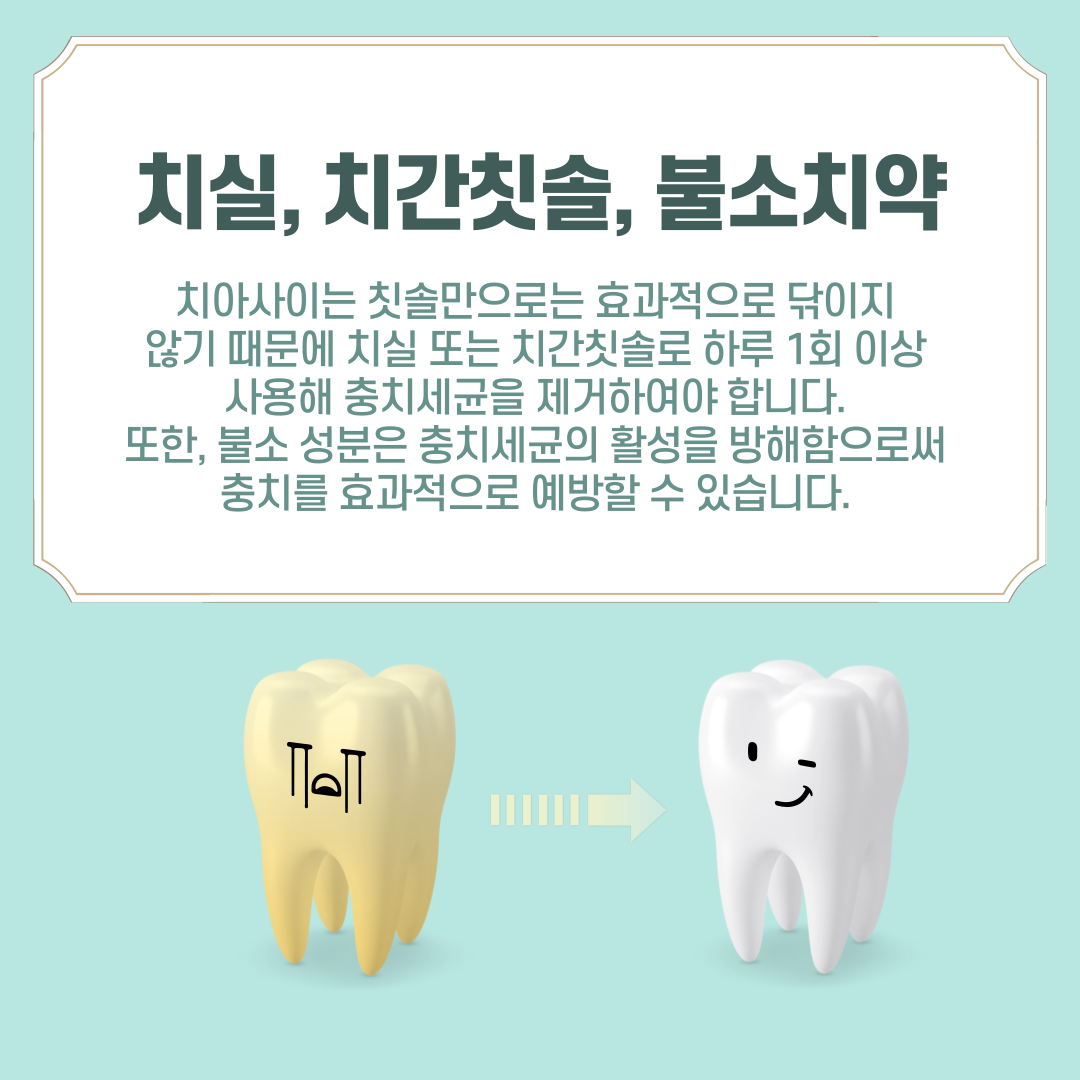 치실, 치간칫솔, 불소치약
치아사이는 칫솔만으로는 효과적으로 닦이지
않기 때문에 치실 또는 치간칫솔로 하루 1회 이상
사용해 충치세균을 제거하여야 합니다.
또한, 불소 성분은 충치세균의 활성을 방해함으로써
충치를 효과적으로 예방할 수 있습니다.